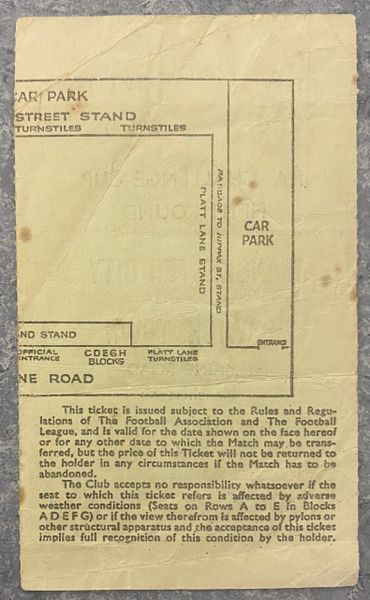 CAR PARK
STREET STAND
TURNSTILES TURNSTILES
PLATT LANE STAND
PASSAGE TO KIPPAX ST. STAND
CAR
PARK
ND STAND
ENTRANCE
OFFICIAL
ENTRANCE
CDEGH
BLOCKS
PLATT LANE
TURNSTILES
NE ROAD
This ticket is issued subject to the Rules and Regu-
lations of The Football Association and The Football
League, and is valid for the date shown on the face hereof
or for any other date to which the Match may be trans-
ferred, but the price of this Ticket will not be returned to
the holder in any circumstances if the Match has to be
abandoned.
The Club accepts no responsibility whatsoever if the
seat to which this ticket refers is affected by adverse
weather conditions (Seats on Rows A to E in Blocks
A D E F G) or if the view therefrom is affected by pylons or
other structural apparatus and the acceptance of this ticket
implies full recognition of this condition by the holder.